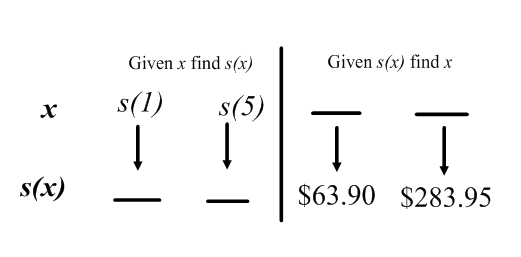 Given x find s(x)
Given s(x) find x
x
s(1)
s(5)
s(x)
$63.90
$283.95